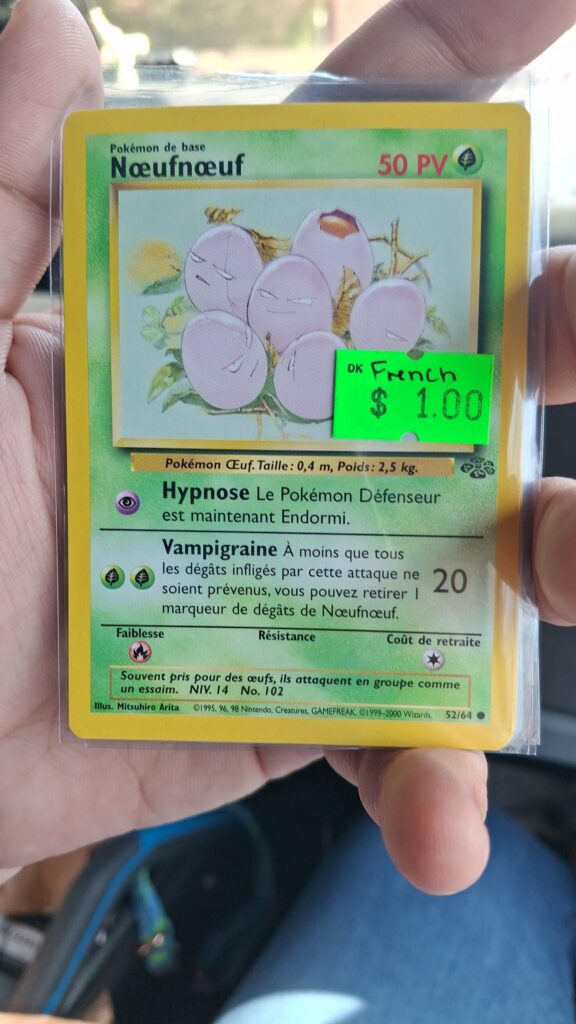 Pokémon de base
Nœufnœuf
50 PV
DK French
$ 1.00
Pokémon Œuf. Taille: 0,4 m, Poids: 2,5 kg.
Hypnose Le Pokémon Défenseur
est maintenant Endormi.
Vampigraine À moins que tous
les dégâts infligés par cette attaque ne
soient prévenus, vous pouvez retirer 1
marqueur de dégâts de Nœufnœuf.
20
Faiblesse Résistance Coût de retraite
Souvent pris pour des œufs, ils attaquent en groupe comme
un essaim. NIV. 14 No. 102
Illus. Mitsuhiro Arita ©1995, 96, 98 Nintendo, Creatures, GAMEFREAK. ©1999-2000 Wizards. 52/64